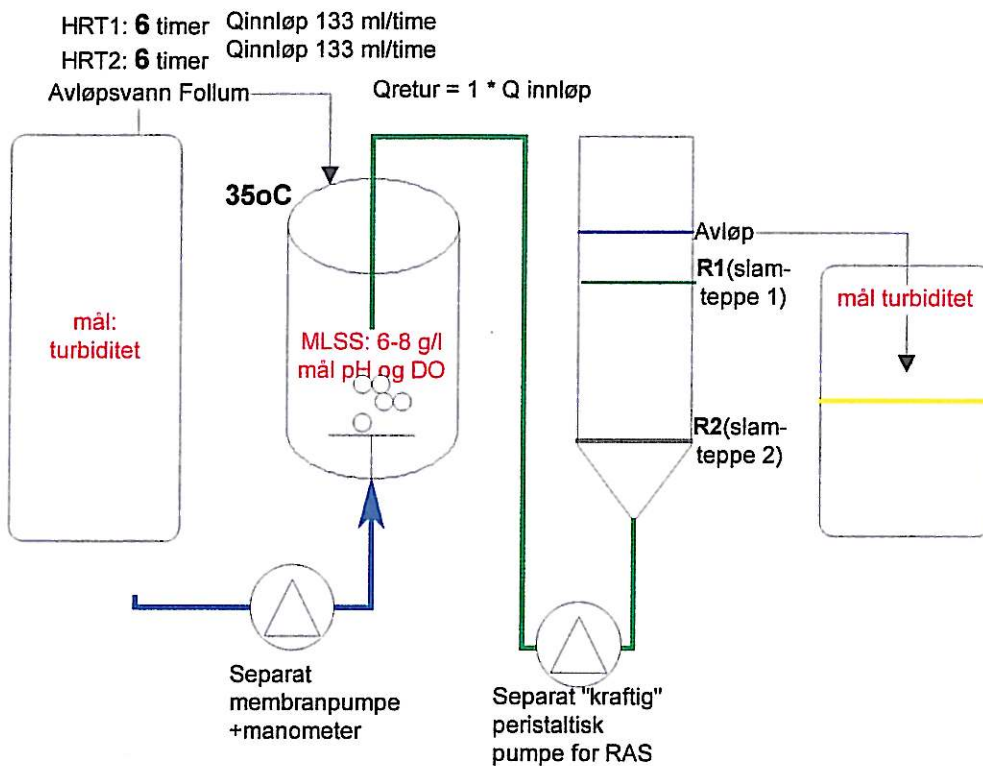 HRT1: 6 timer Qinnløp 133 ml/time
HRT2: 6 timer Qinnløp 133 ml/time
Avløpsvann Follum
Qretur = 1 * Q innløp
35oC
mål:
turbiditet
MLSS: 6-8 g/l
mål pH og DO
Avløp
R1(slam-
teppe 1)
R2(slam-
teppe 2)
mål turbiditet
Separat
membranpumpe
+manometer
Separat "kraftig"
peristaltisk
pumpe for RAS